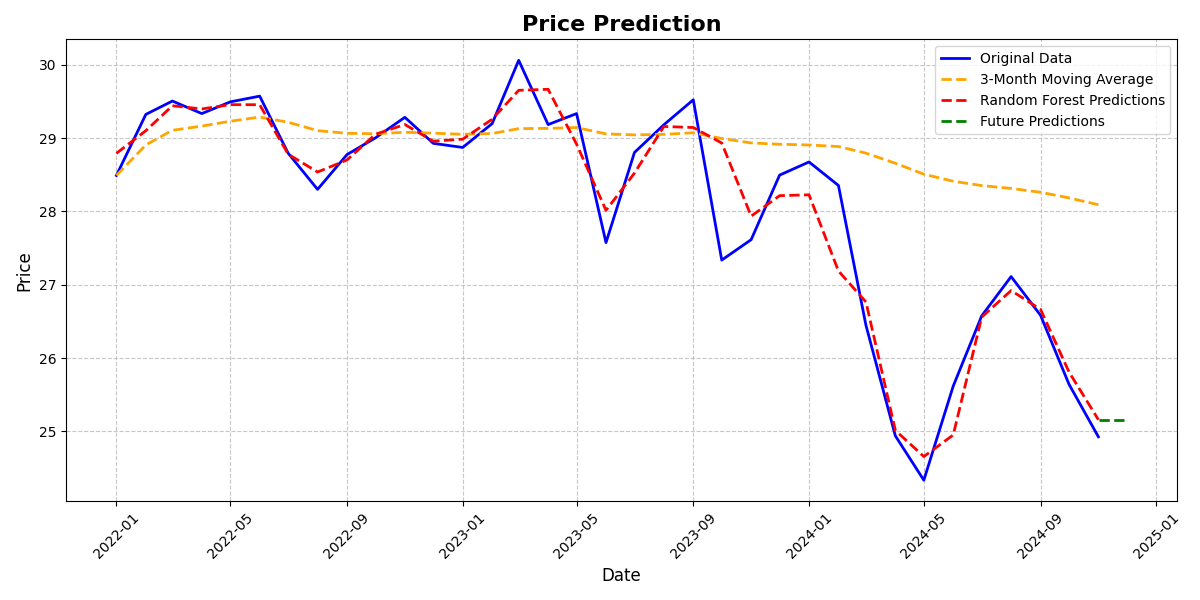 Price Prediction
Original Data
3-Month Moving Average
Random Forest Predictions
Future Predictions
Price
30
29
28
27
26
25
2022-01
2022-05
2022-09
2023-01
2023-05
2023-09
2024-01
2024-05
2024-09
2025-01
Date